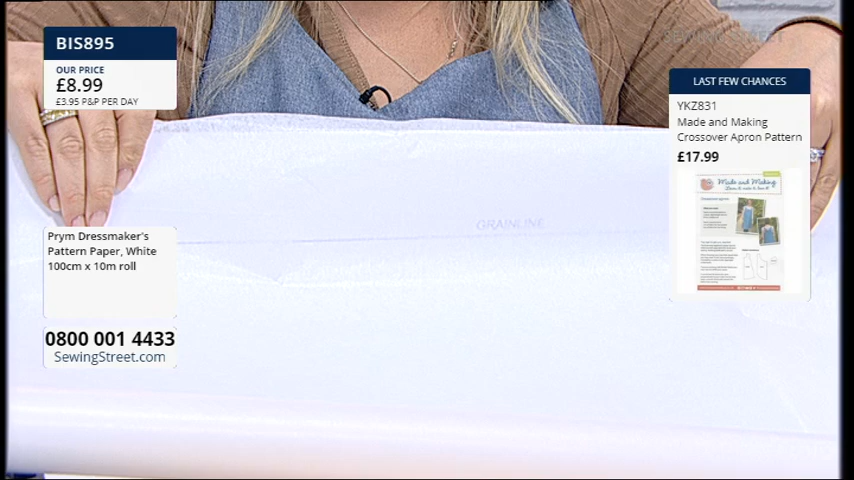 BIS895
OUR PRICE
£8.99
£3.95 P&P PER DAY
SEWING STREET
LAST FEW CHANCES
YKZ831
Made and Making
Crossover Apron Pattern
£17.99
Made and Making
GRAINLINE
Prym Dressmaker's
Pattern Paper, White
100cm x 10m roll
0800 001 4433
SewingStreet.com